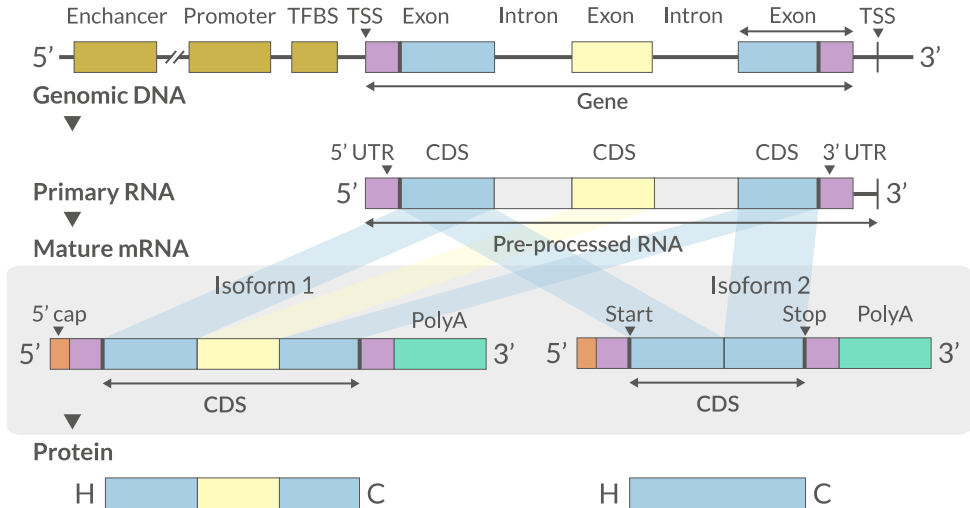 Enchancer Promoter TFBS TSS Exon Intron Exon Intron Exon TSS
5’ 3’
Genomic DNA
Gene
5’ UTR CDS CDS CDS 3’ UTR
Primary RNA 5’ 3’
Pre-processed RNA
Mature mRNA
Isoform 1 Isoform 2
5’ cap PolyA Start Stop PolyA
5’ 3’ 5’ 3’
CDS CDS
Protein
H C H C